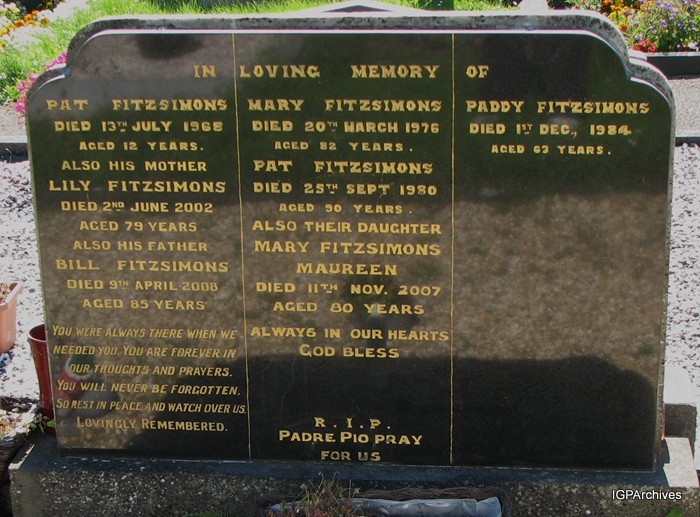 IN LOVING MEMORY OF
PAT FITZSIMONS
DIED 13TH JULY 1968
AGED 12 YEARS.
ALSO HIS MOTHER
LILY FITZSIMONS
DIED 2ND JUNE 2002
AGED 79 YEARS
ALSO HIS FATHER
BILL FITZSIMONS
DIED 9TH APRIL 2008
AGED 85 YEARS
YOU WERE ALWAYS THERE WHEN WE
NEEDED YOU. YOU ARE FOREVER IN
OUR THOUGHTS AND PRAYERS.
YOU WILL NEVER BE FORGOTTEN.
SO REST IN PEACE AND WATCH OVER US.
LOVINGLY REMEMBERED.
MARY FITZSIMONS
DIED 20TH MARCH 1976
AGED 82 YEARS.
PAT FITZSIMONS
DIED 25TH SEPT 1980
AGED 90 YEARS.
ALSO THEIR DAUGHTER
MARY FITZSIMONS
MAUREEN
DIED 11TH NOV. 2007
AGED 80 YEARS
ALWAYS IN OUR HEARTS
GOD BLESS
R.I.P.
PADRE PIO PRAY
FOR US
PADDY FITZSIMONS
DIED 1ST DEC., 1984
AGED 63 YEARS.
IGPArchives